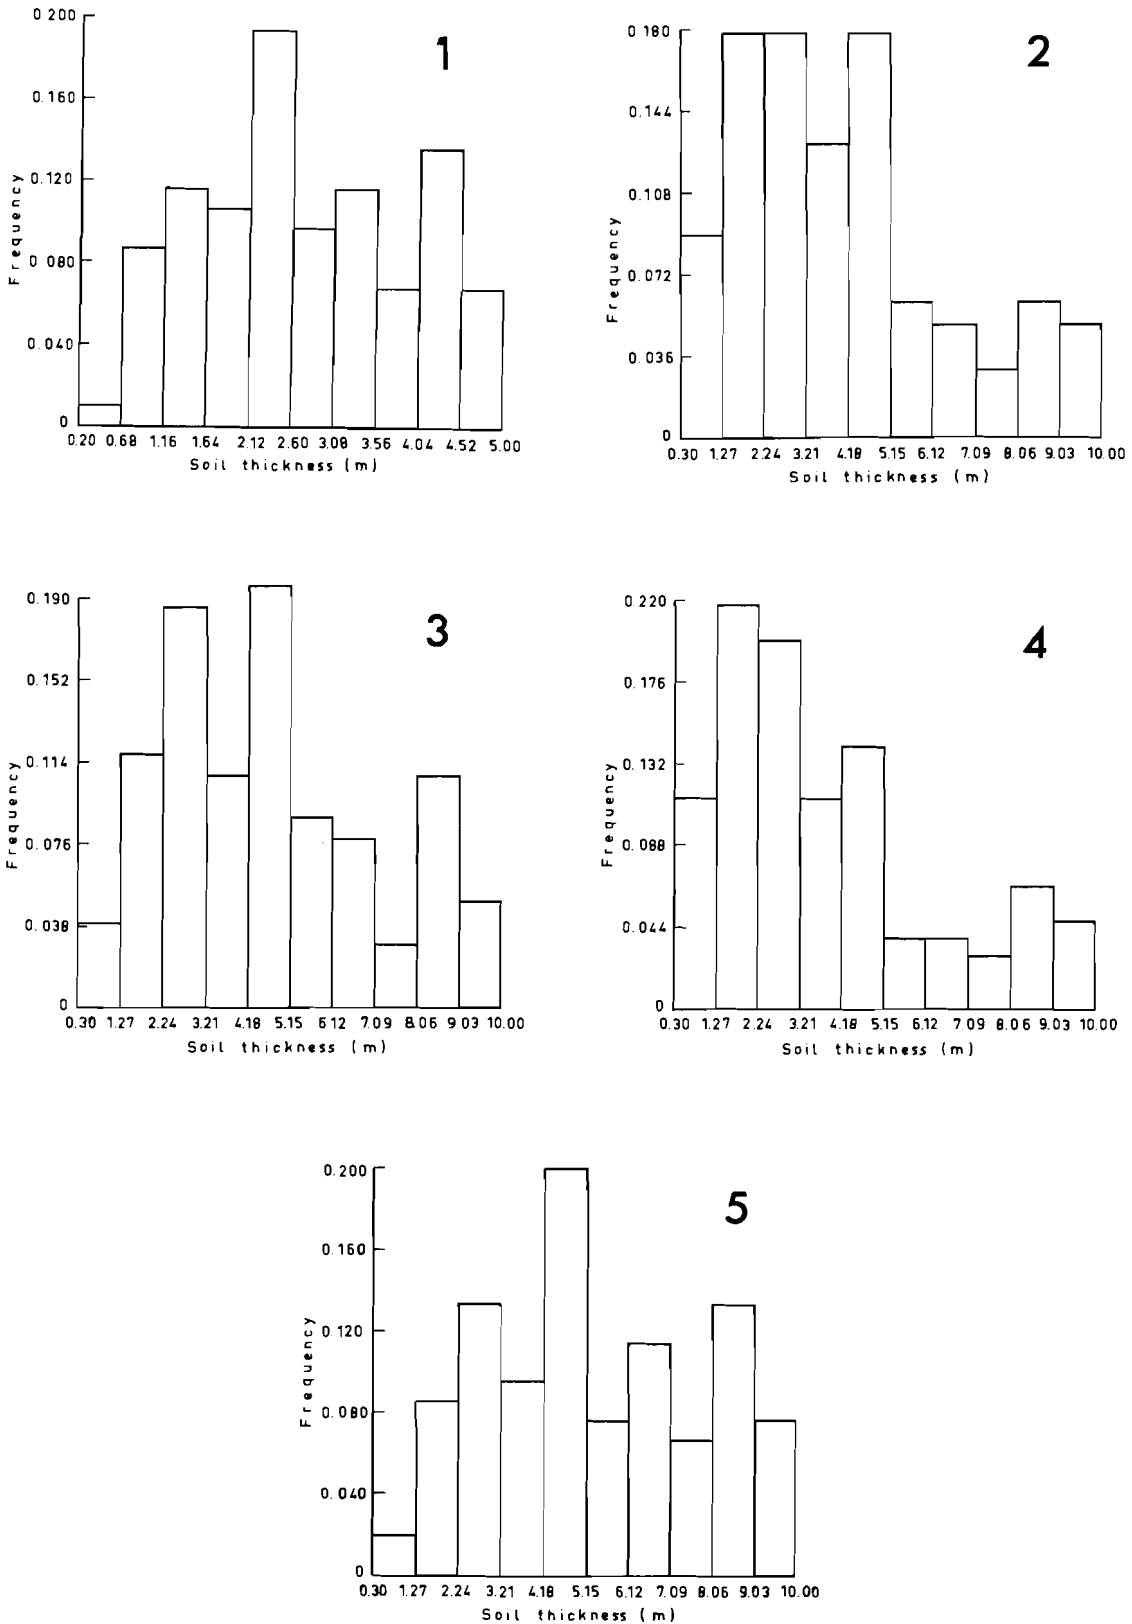 1
0.200
0.160
0.120
0.080
0.040
0
Frequency
0.20 0.68 1.16 1.64 2.12 2.60 3.08 3.56 4.04 4.52 5.00
Soil thickness (m)
2
0.180
0.144
0.108
0.072
0.036
0
Frequency
0.30 1.27 2.24 3.21 4.18 5.15 6.12 7.09 8.06 9.03 10.00
Soil thickness (m)
3
0.190
0.152
0.114
0.076
0.038
0
Frequency
0.30 1.27 2.24 3.21 4.18 5.15 6.12 7.09 8.06 9.03 10.00
Soil thickness (m)
4
0.220
0.176
0.132
0.088
0.044
0
Frequency
0.30 1.27 2.24 3.21 4.18 5.15 6.12 7.09 8.06 9.03 10.00
Soil thickness (m)
5
0.200
0.160
0.120
0.080
0.040
0
Frequency
0.30 1.27 2.24 3.21 4.18 5.15 6.12 7.09 8.06 9.03 10.00
Soil thickness (m)